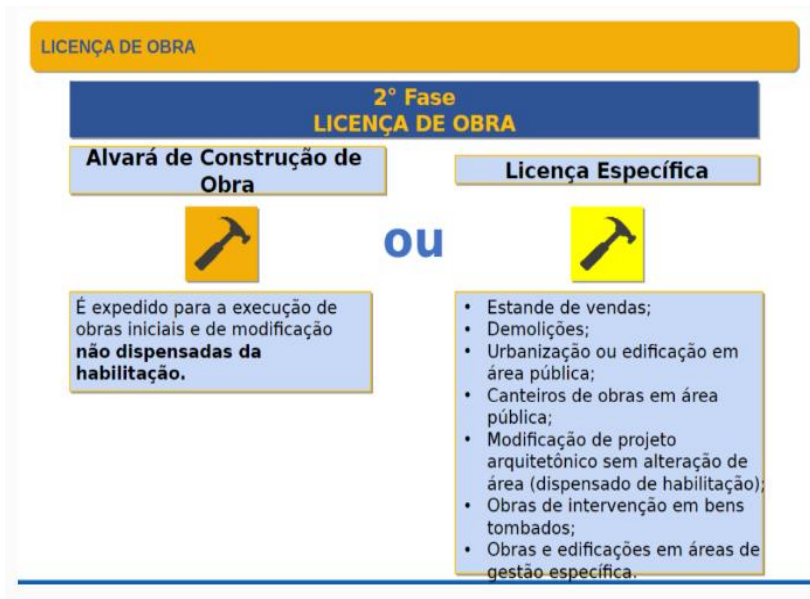 LICENÇA DE OBRA
2° Fase
LICENÇA DE OBRA
Alvará de Construção de
Obra
ou
Licença Específica
É expedido para a execução de
obras iniciais e de modificação
não dispensadas da
habilitação.
• Estande de vendas;
• Demolições;
• Urbanização ou edificação em
área pública;
• Canteiros de obras em área
pública;
• Modificação de projeto
arquitetônico sem alteração de
área (dispensado de habilitação);
• Obras de intervenção em bens
tombados;
• Obras e edificações em áreas de
gestão específica.